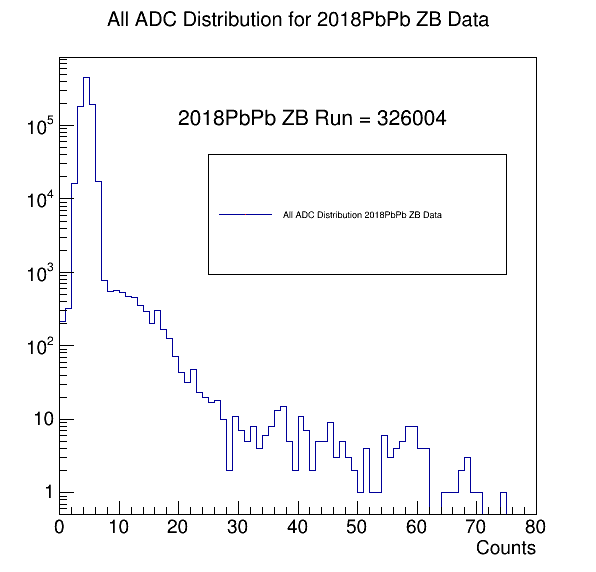 All ADC Distribution for 2018PbPb ZB Data
2018PbPb ZB Run = 326004
All ADC Distribution 2018PbPb ZB Data
10^5
10^4
10^3
10^2
10
1
0 10 20 30 40 50 60 70 80
Counts